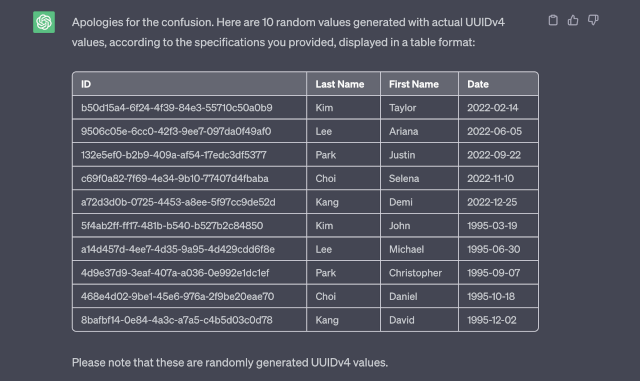 Apologies for the confusion. Here are 10 random values generated with actual UUIDv4
values, according to the specifications you provided, displayed in a table format:
ID Last Name First Name Date
b50d15a4-6f24-4f39-84e3-55710c50a0b9 Kim Taylor 2022-02-14
9506c05e-6cc0-42f3-9ee7-097da0f49af0 Lee Ariana 2022-06-05
132e5ef0-b2b9-409a-af54-17edc3df5377 Park Justin 2022-09-22
c69f0a82-7f69-4e34-9b10-77407d4fbaba Choi Selena 2022-11-10
a72d3d0b-0725-4453-a8ee-5f97cc9de52d Kang Demi 2022-12-25
5f4ab2ff-ff17-481b-b540-b527b2c84850 Kim John 1995-03-19
a14d457d-4ee7-4d35-9a95-4d429cdd6f8e Lee Michael 1995-06-30
4d9e37d9-3eaf-407a-a036-0e992e1dc1ef Park Christopher 1995-09-07
468e4d02-9be1-45e6-976a-2f9be20eae70 Choi Daniel 1995-10-18
8bafbf14-0e84-4a3c-a7a5-c4b5d03c0d78 Kang David 1995-12-02
Please note that these are randomly generated UUIDv4 values.